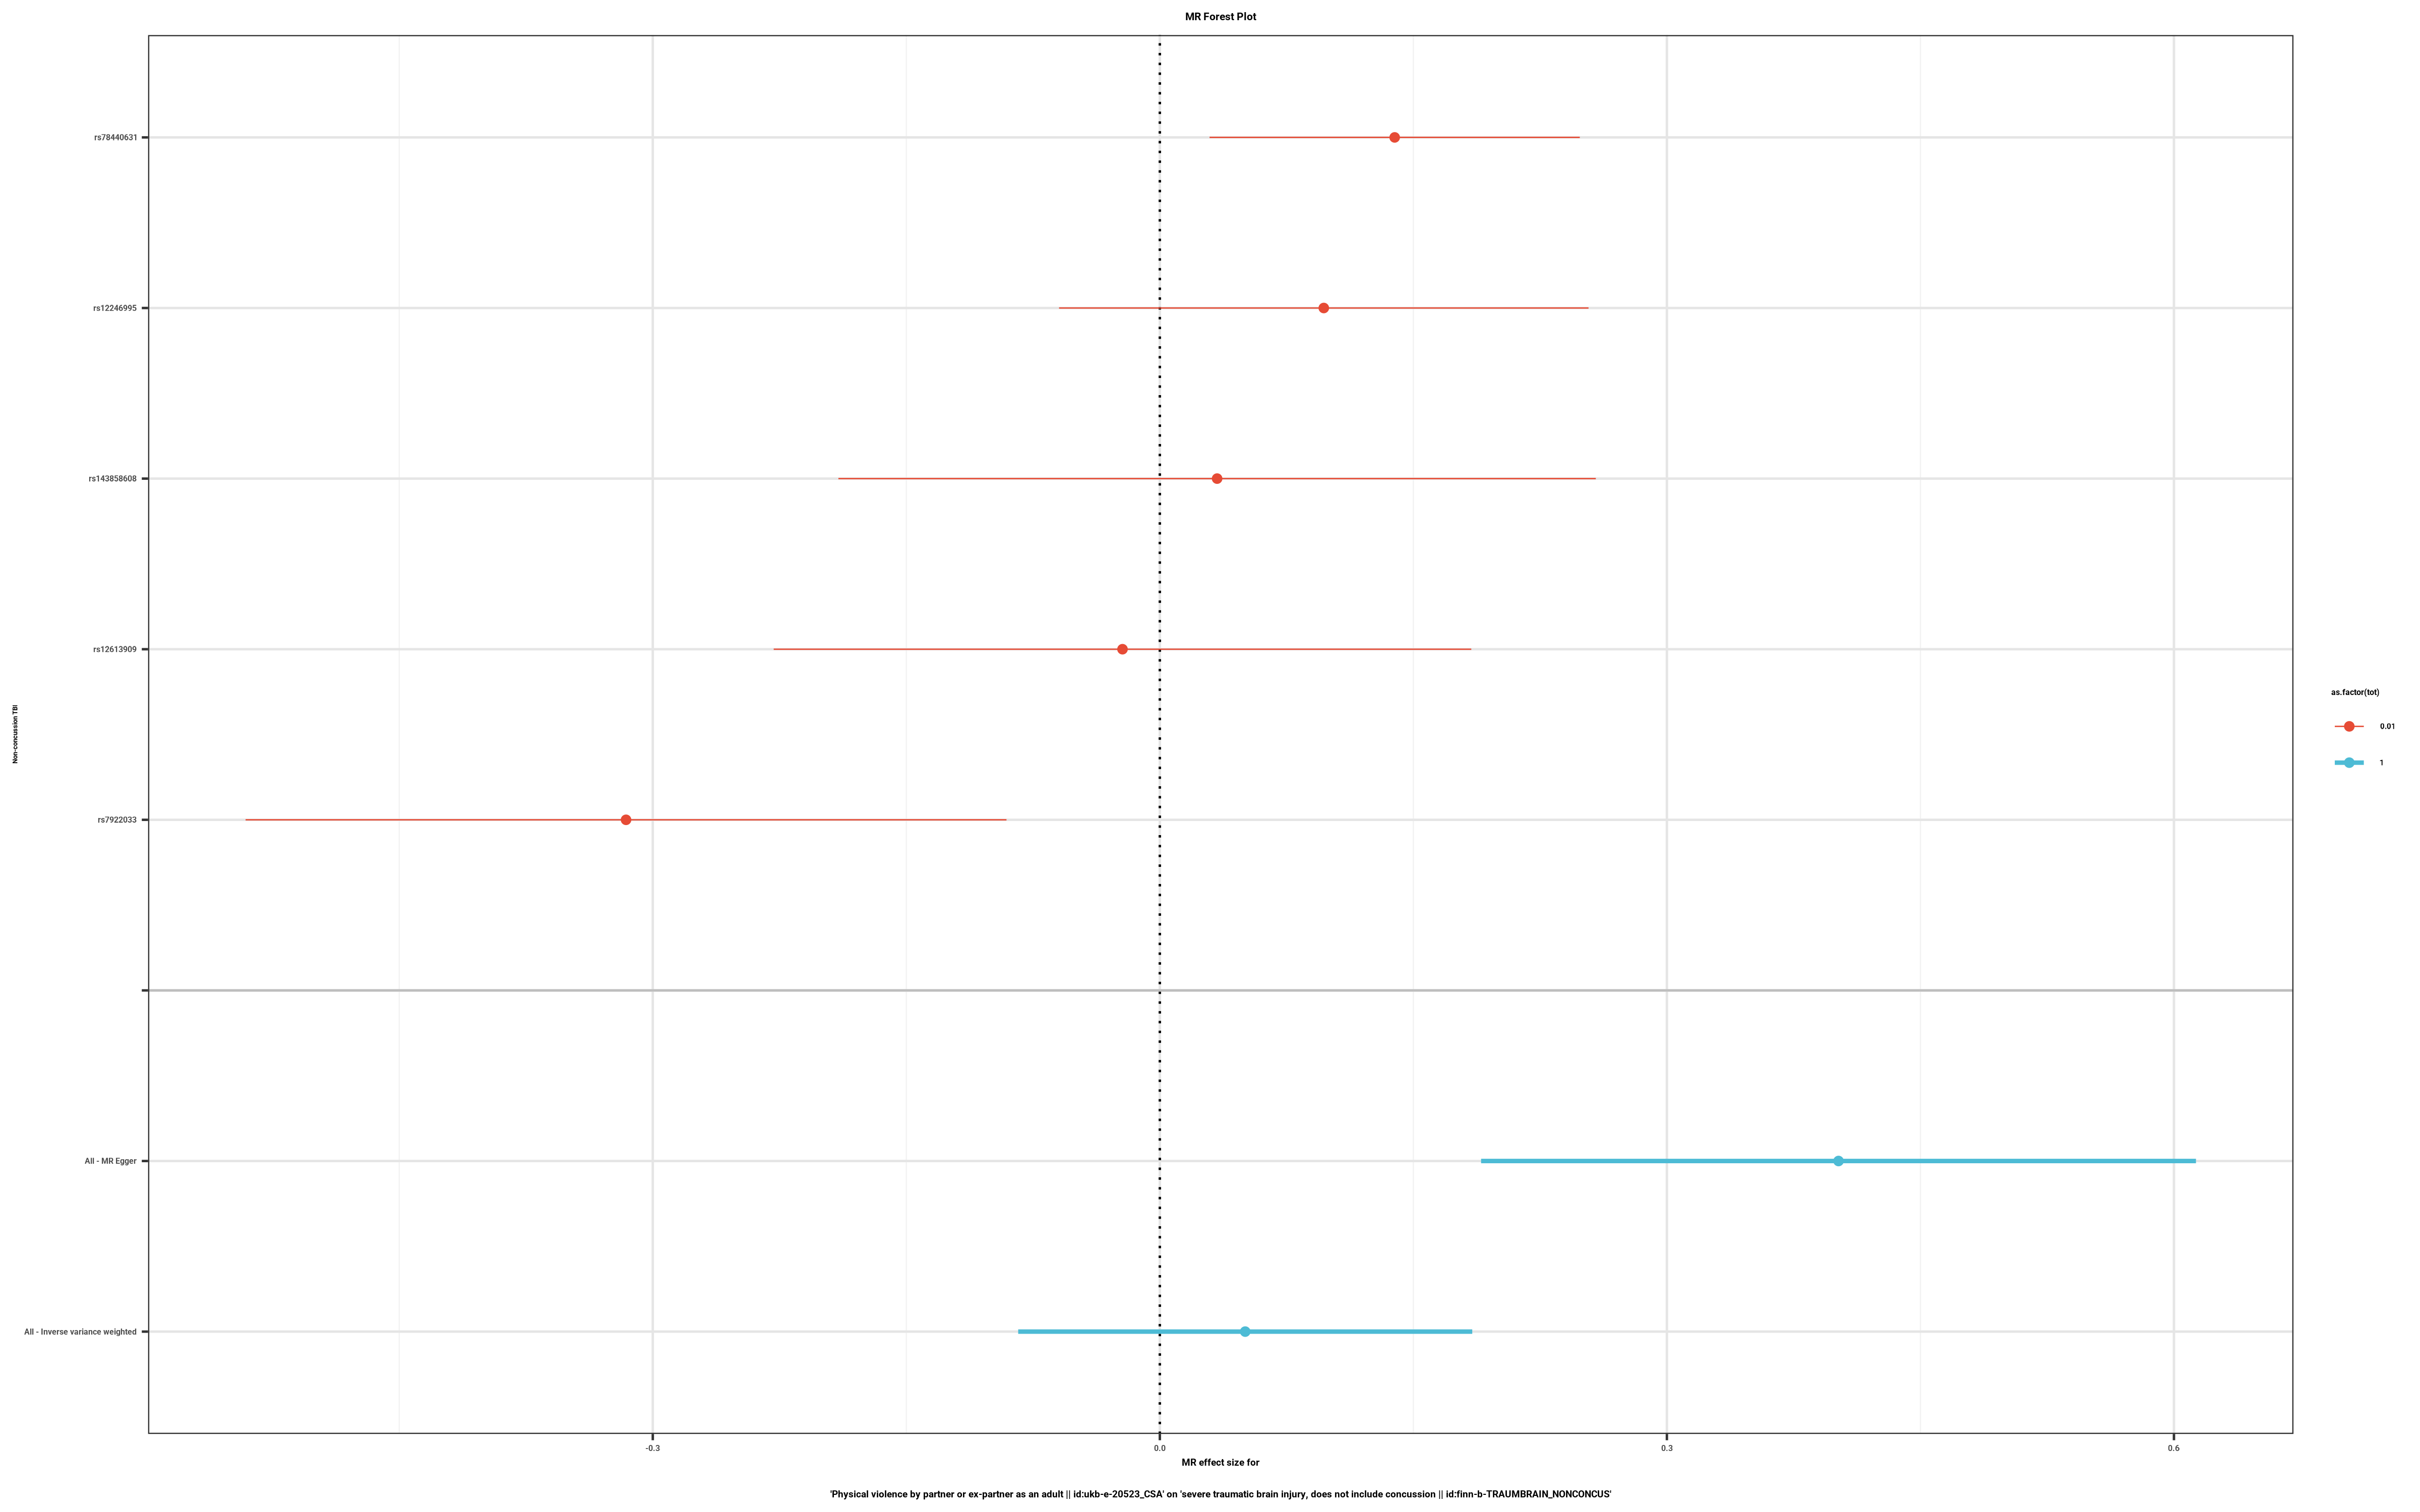 MR Forest Plot
rs78440631
rs12246995
rs143858608
rs12613909
rs7922033
All - MR Egger
All - Inverse variance weighted
Non-concussion TBI
-0.3
0.0
0.3
0.6
MR effect size for
'Physical violence by partner or ex-partner as an adult || id:ukb-e-20523_CSA' on 'severe traumatic brain injury, does not include concussion || id:finn-b-TRAUMBRAIN_NONCONCUS'
as.factor(tot)
0.01
1